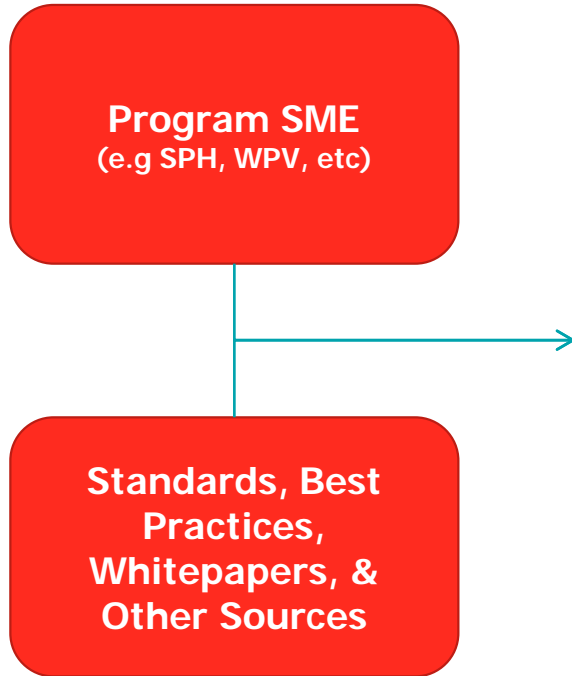 Program SME
(e.g SPH, WPV, etc)
Standards, Best
Practices,
Whitepapers, &
Other Sources